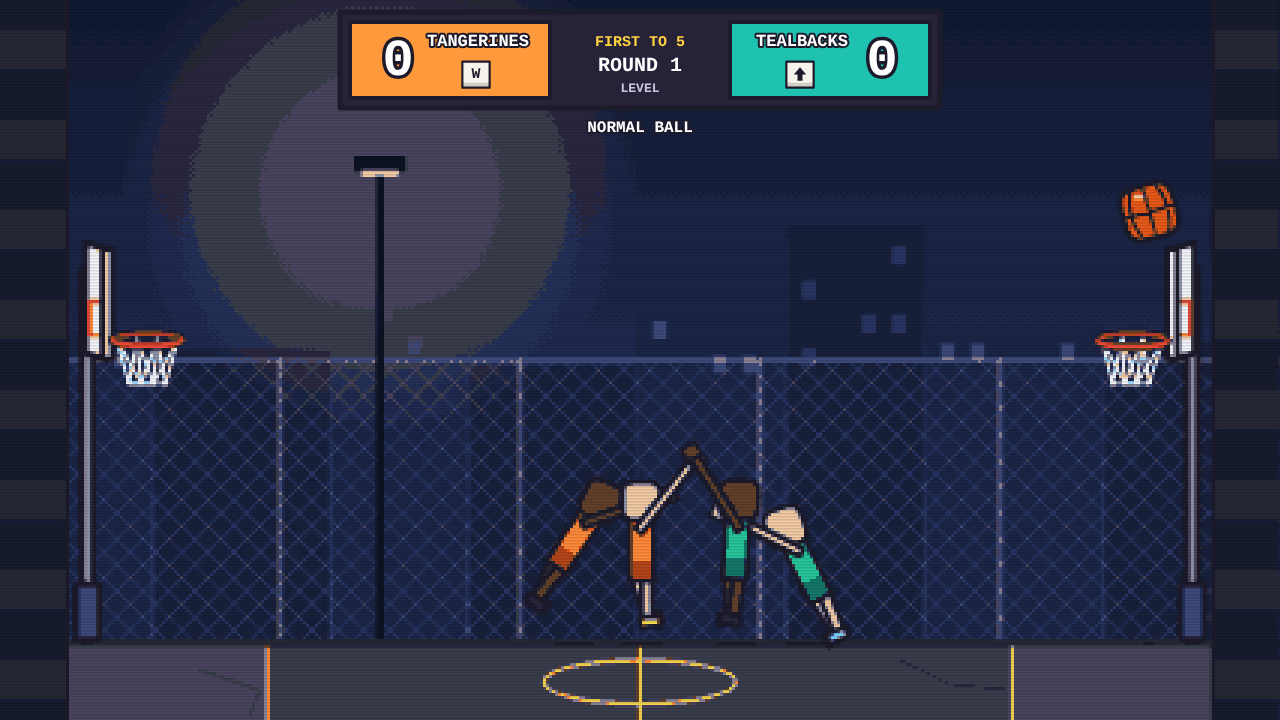 0 TANGERINES
W
FIRST TO 5
ROUND 1
LEVEL
TEALBACKS 0
NORMAL BALL